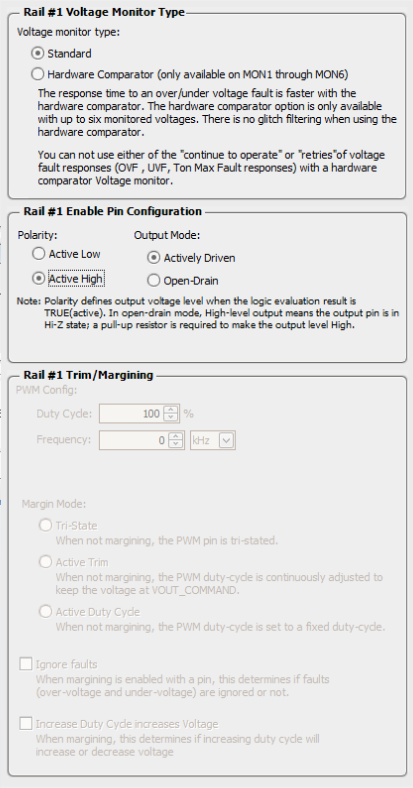 Rail #1 Voltage Monitor Type
Voltage monitor type:
Standard
Hardware Comparator (only available on MON1 through MON6)
The response time to an over/under voltage fault is faster with the
hardware comparator. The hardware comparator option is only available
with up to six monitored voltages. There is no glitch filtering when using the
hardware comparator.
You can not use either of the "continue to operate" or "retries"of voltage
fault responses (OVF , UVF, Ton Max Fault responses) with a hardware
comparator Voltage monitor.
Rail #1 Enable Pin Configuration
Polarity: Output Mode:
Active Low Actively Driven
Active High Open-Drain
Note: Polarity defines output voltage level when the logic evaluation result is
TRUE(active). In open-drain mode, High-level output means the output pin is in
Hi-Z state; a pull-up resistor is required to make the output level High.
Rail #1 Trim/Margining
PWM Config:
Duty Cycle: 100 %
Frequency: 0 kHz
Margin Mode:
Tri-State
When not margining, the PWM pin is tri-stated.
Active Trim
When not margining, the PWM duty-cycle is continuously adjusted to
keep the voltage at VOUT_COMMAND.
Active Duty Cycle
When not margining, the PWM duty-cycle is set to a fixed duty-cycle.
Ignore faults
When margining is enabled with a pin, this determines if faults
(over-voltage and under-voltage) are ignored or not.
Increase Duty Cycle increases Voltage
When margining, this determines if increasing duty cycle will
increase or decrease voltage